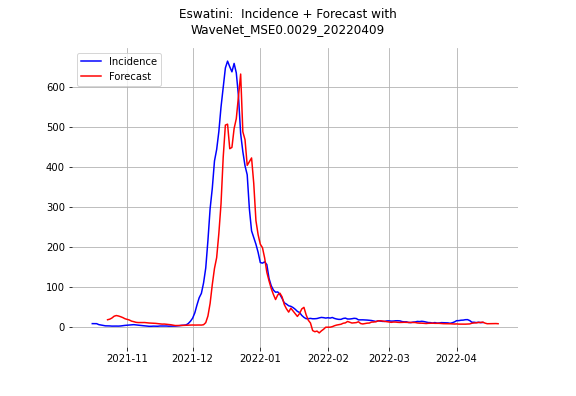 Eswatini:  Incidence + Forecast with
WaveNet_MSE0.0029_20220409
Incidence
Forecast
600
500
400
300
200
100
0
2021-11 2021-12 2022-01 2022-02 2022-03 2022-04